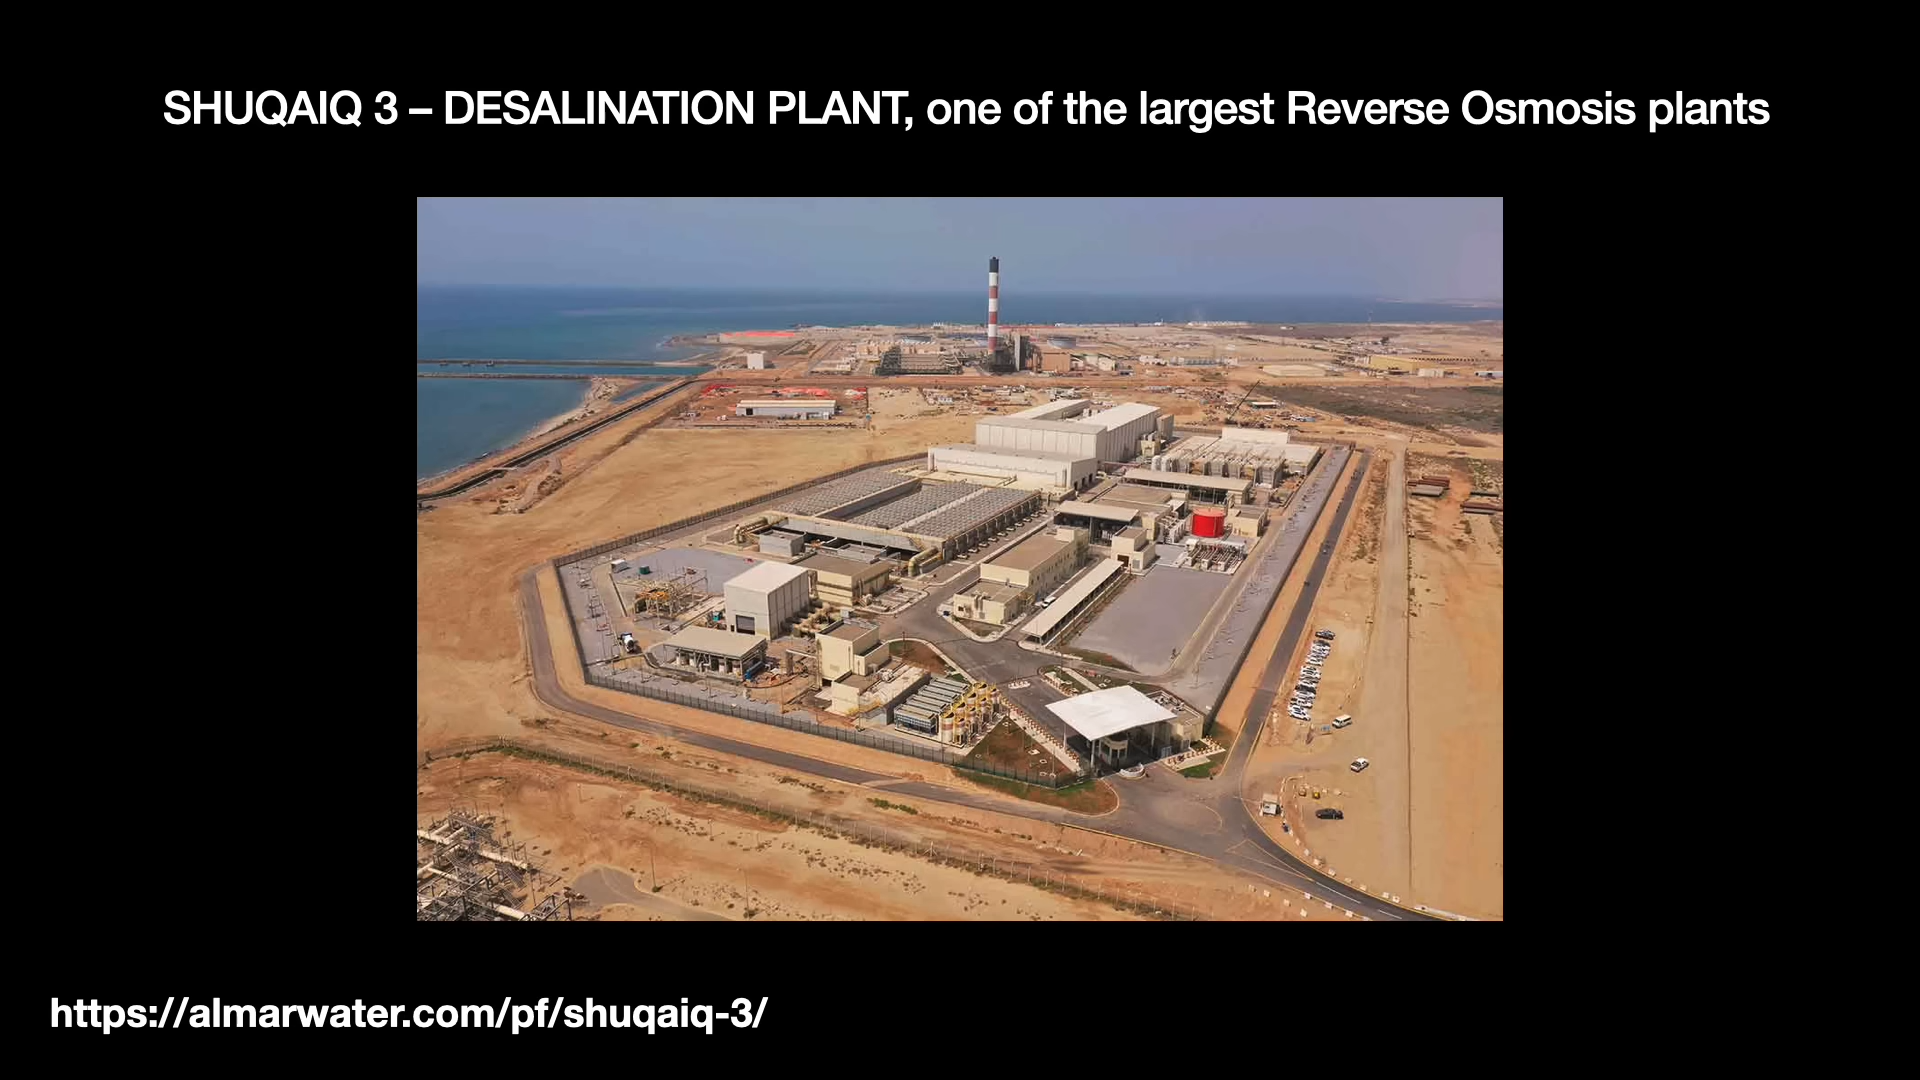 SHUQAIQ 3 – DESALINATION PLANT, one of the largest Reverse Osmosis plants
https://almarwater.com/pf/shuqaiq-3/